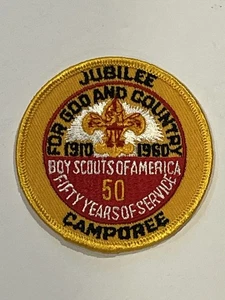 JUBILEE
FOR GOD AND COUNTRY
1910 1960
BOY SCOUTS OF AMERICA
50
FIFTY YEARS OF SERVICE
CAMPOREE